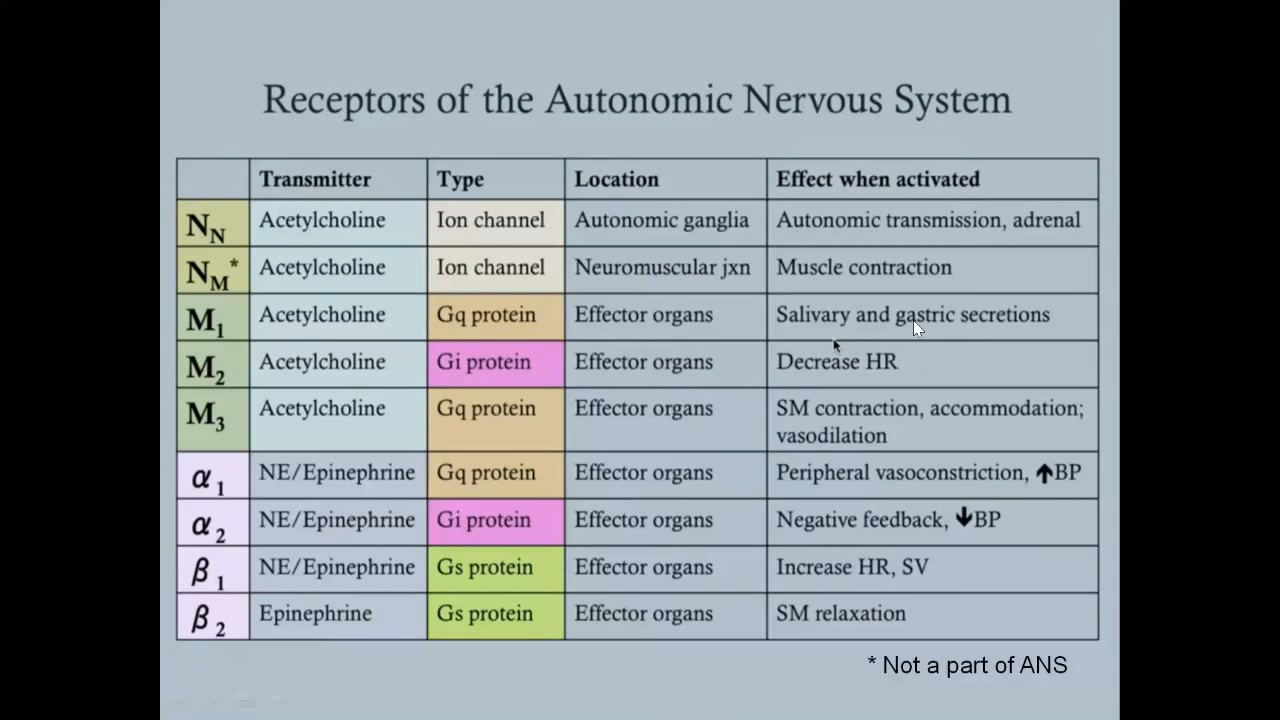 Receptors of the Autonomic Nervous System
Transmitter Type Location Effect when activated
N_N Acetylcholine Ion channel Autonomic ganglia Autonomic transmission, adrenal
N_M* Acetylcholine Ion channel Neuromuscular jxn Muscle contraction
M₁ Acetylcholine Gq protein Effector organs Salivary and gastric secretions
M₂ Acetylcholine Gi protein Effector organs Decrease HR
M₃ Acetylcholine Gq protein Effector organs SM contraction, accommodation;
vasodilation
α₁ NE/Epinephrine Gq protein Effector organs Peripheral vasoconstriction, ↑BP
α₂ NE/Epinephrine Gi protein Effector organs Negative feedback, ↓BP
β₁ NE/Epinephrine Gs protein Effector organs Increase HR, SV
β₂ Epinephrine Gs protein Effector organs SM relaxation
* Not a part of ANS